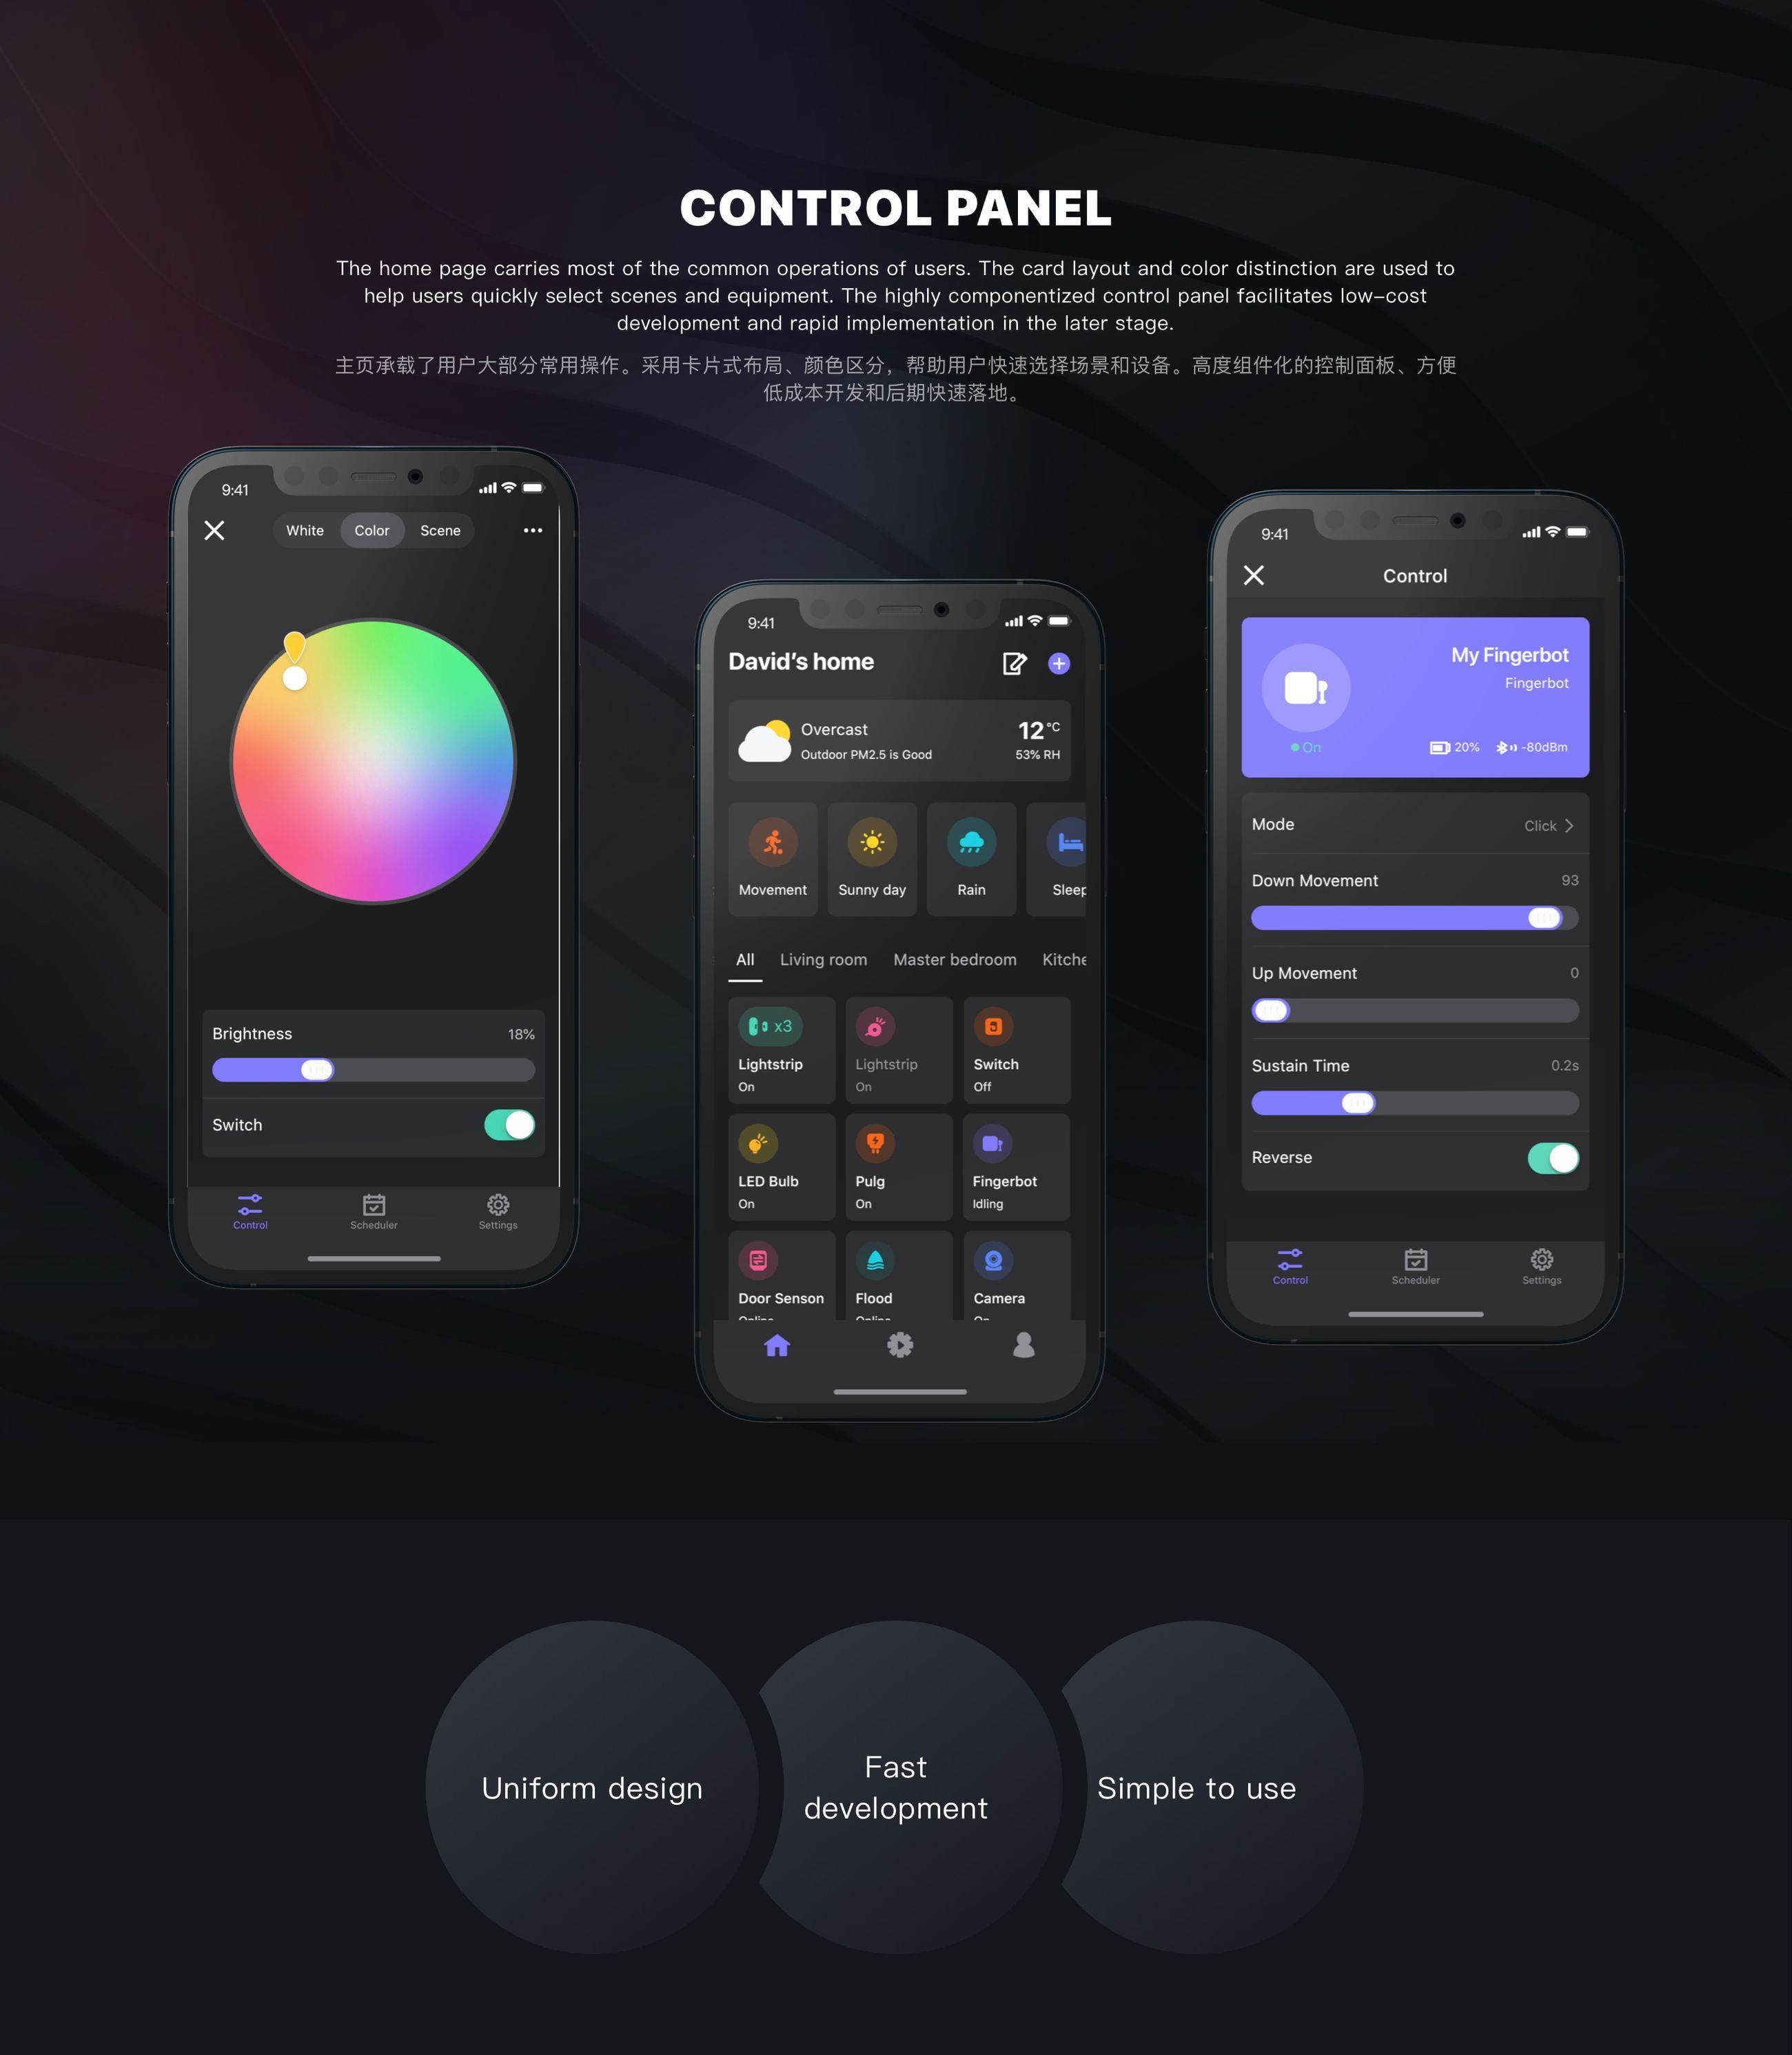 CONTROL PANEL
The home page carries most of the common operations of users. The card layout and color distinction are used to
help users quickly select scenes and equipment. The highly componentized control panel facilitates low-cost
development and rapid implementation in the later stage.
主页承载了用户大部分常用操作。采用卡片式布局、颜色区分，帮助用户快速选择场景和设备。高度组件化的控制面板、方便
低成本开发和后期快速落地。
9:41
White Color Scene
Brightness 18%
Switch
Control Scheduler Settings
9:41
David's home
Overcast 12°C
Outdoor PM2.5 is Good 53% RH
Movement Sunny day Rain Sleep
All Living room Master bedroom Kitche
x3
Lightstrip Lightstrip Switch
On On Off
LED Bulb Pulg Fingerbot
On On Idling
Door Senson Flood Camera
Online Online On
9:41
Control
My Fingerbot
Fingerbot
On 20% -80dBm
Mode Click
Down Movement 93
Up Movement 0
Sustain Time 0.2s
Reverse
Control Scheduler Settings
Uniform design
Fast
development
Simple to use